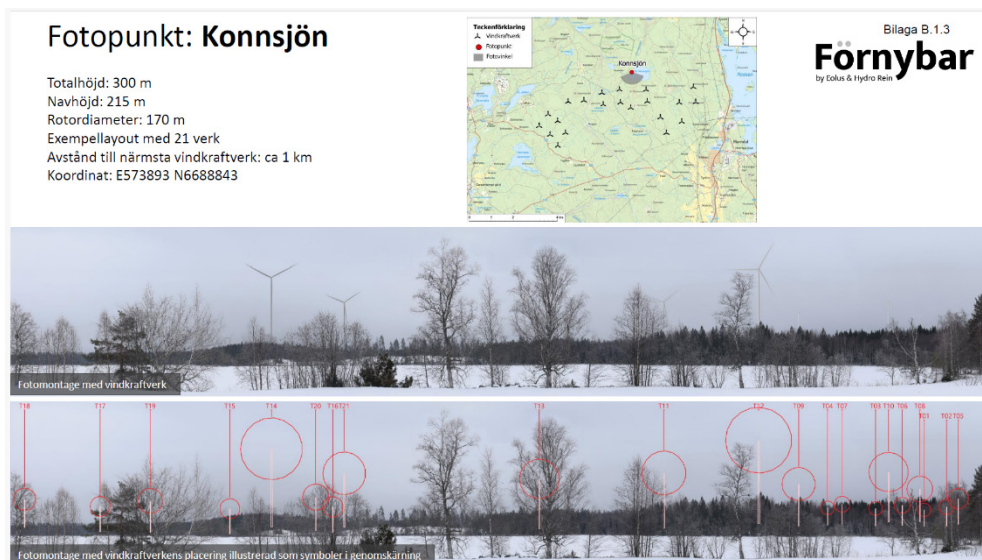 Fotopunkt: Konnsjön
Totalhöjd: 300 m
Navhöjd: 215 m
Rotordiameter: 170 m
Exempellayout med 21 verk
Avstånd till närmsta vindkraftverk: ca 1 km
Koordinat: E573893 N6688843
Teckenförklaring
Vindkraftverk
Fotopunkt
Fotovinkel
Konnsjön
Bilaga B.1.3
Förnybar
by Eolus & Hydro Rein
Fotomontage med vindkraftverk
T18 T17 T19 T15 T14 T20 T16 T21 T13 T11 T12 T09 T04 T07 T03 T10 T06 T08 T01 T02 T05
Fotomontage med vindkraftverkens placering illustrerad som symboler i genomskärning